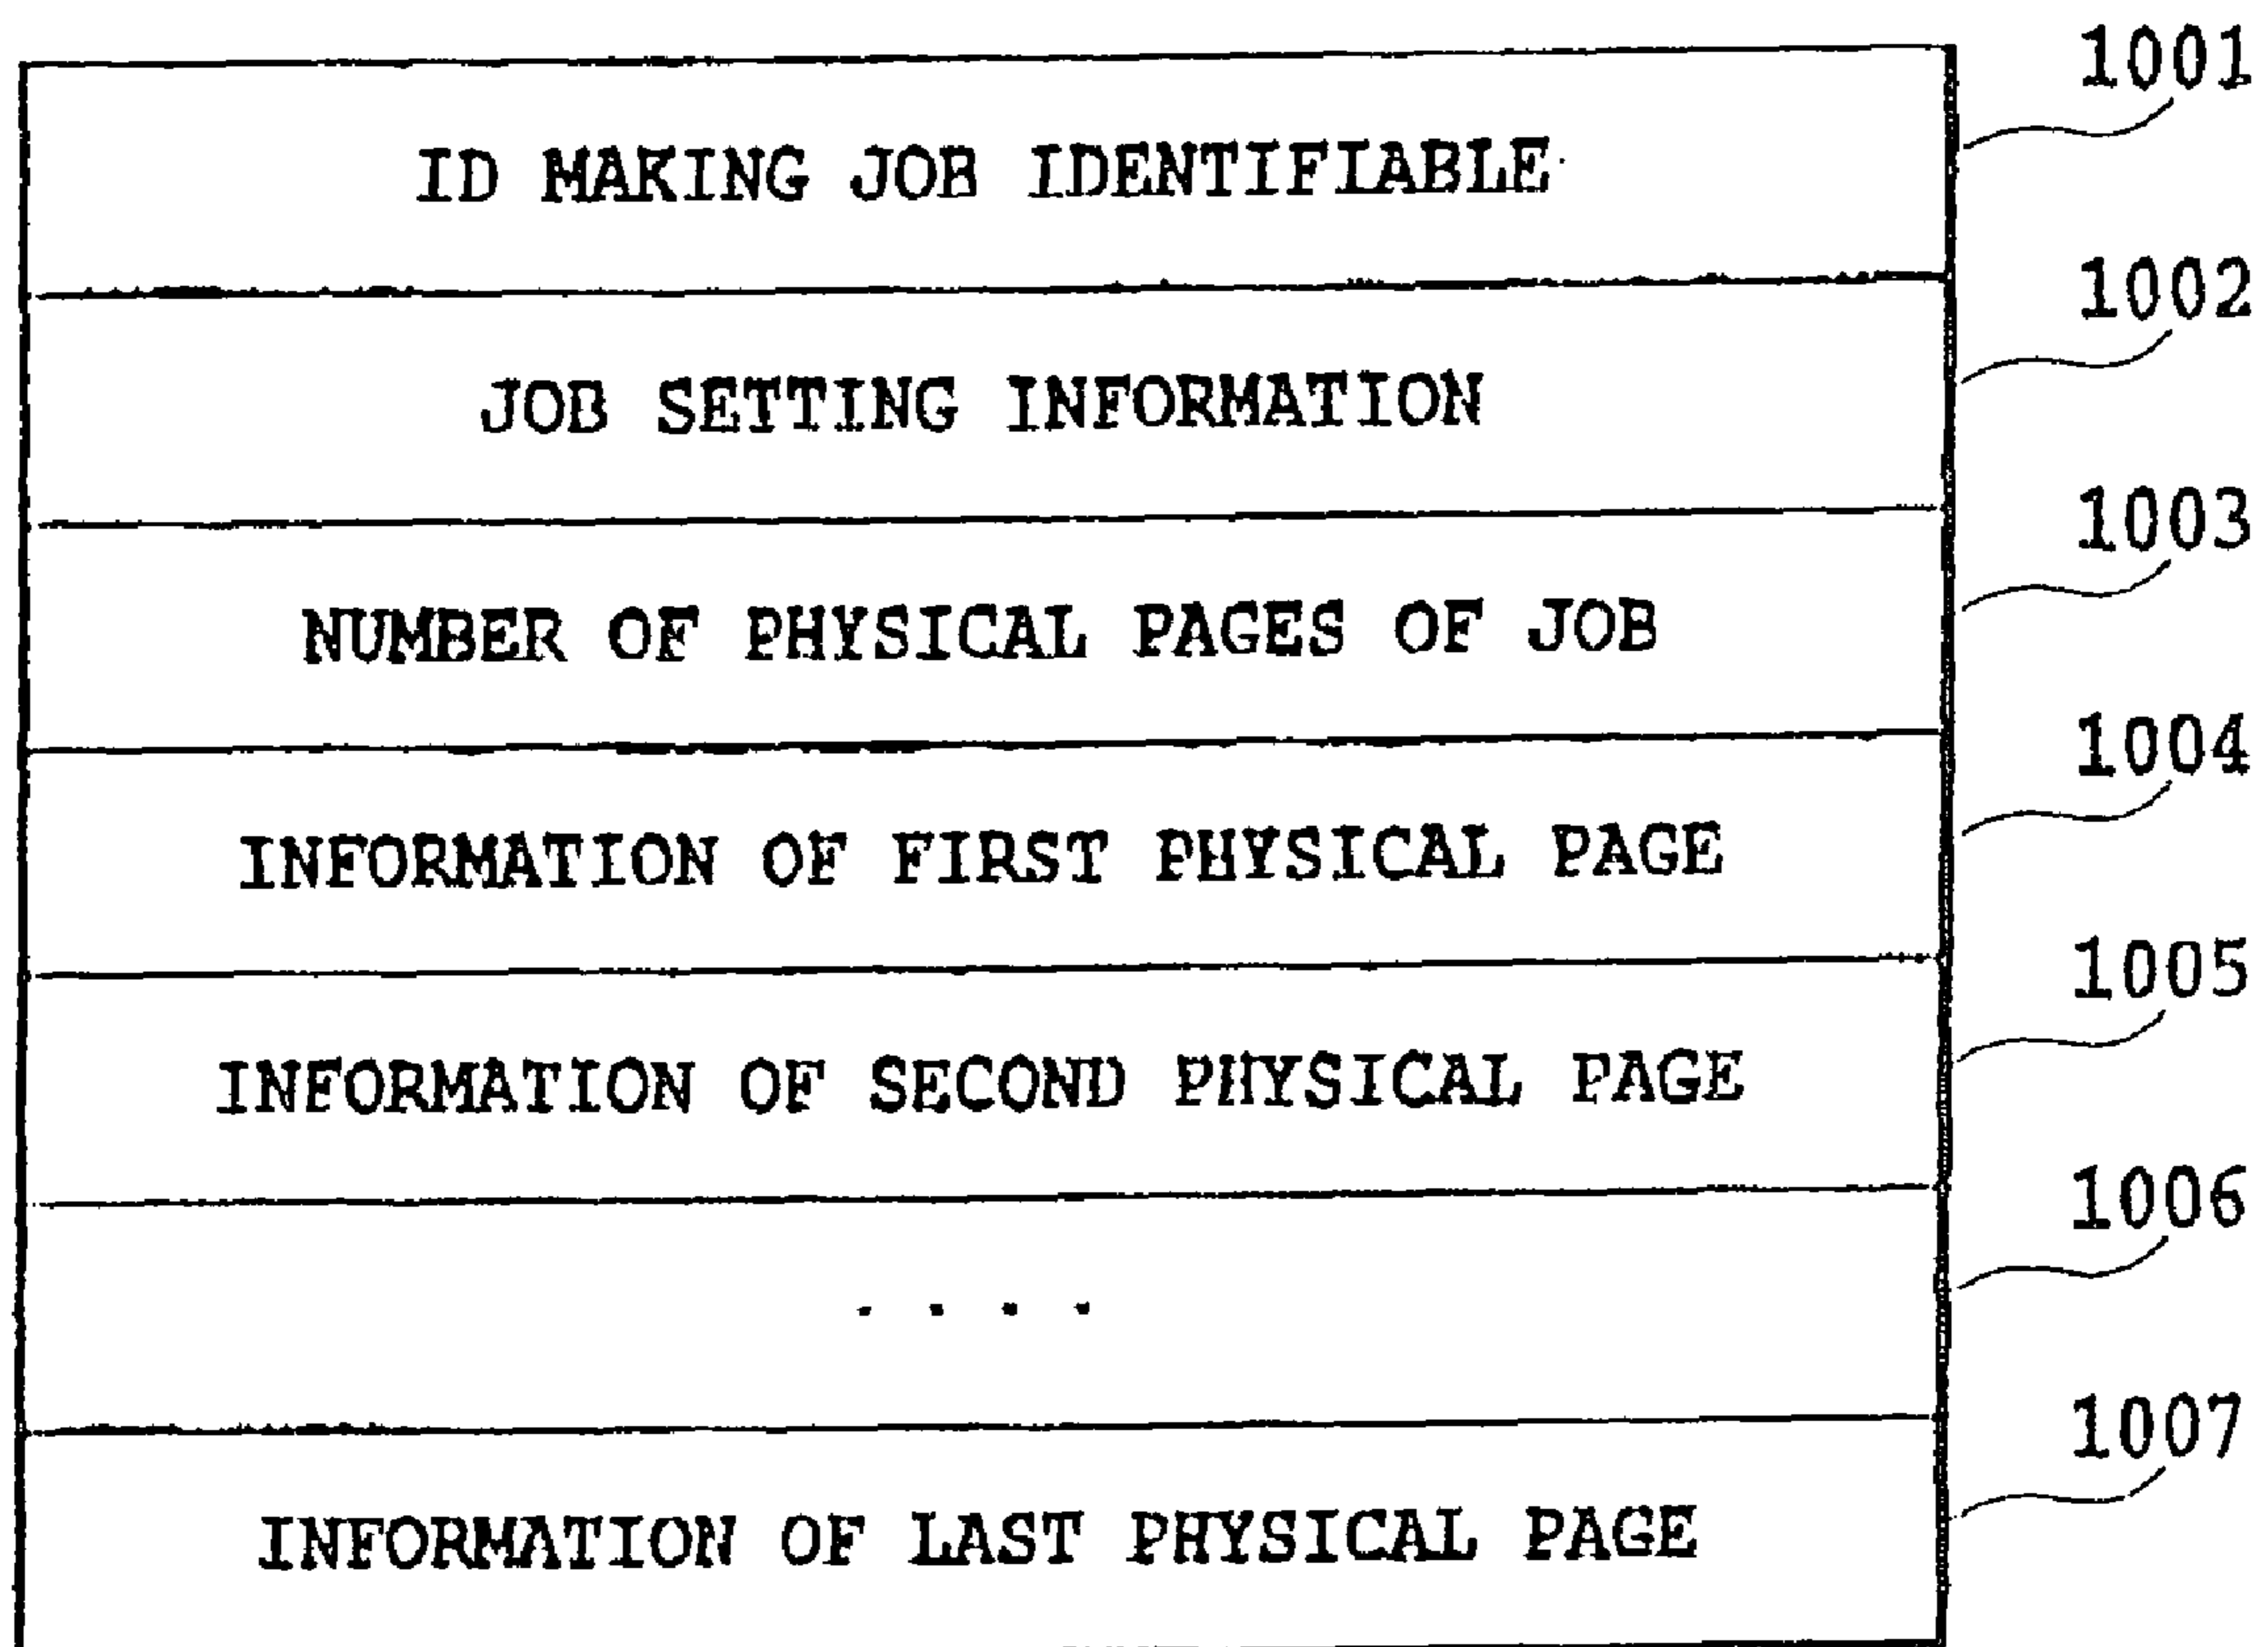 1001
ID MAKING JOB IDENTIFIABLE
1002
JOB SETTING INFORMATION
1003
NUMBER OF PHYSICAL PAGES OF JOB
1004
INFORMATION OF FIRST PHYSICAL PAGE
1005
INFORMATION OF SECOND PHYSICAL PAGE
1006
. . . .
1007
INFORMATION OF LAST PHYSICAL PAGE